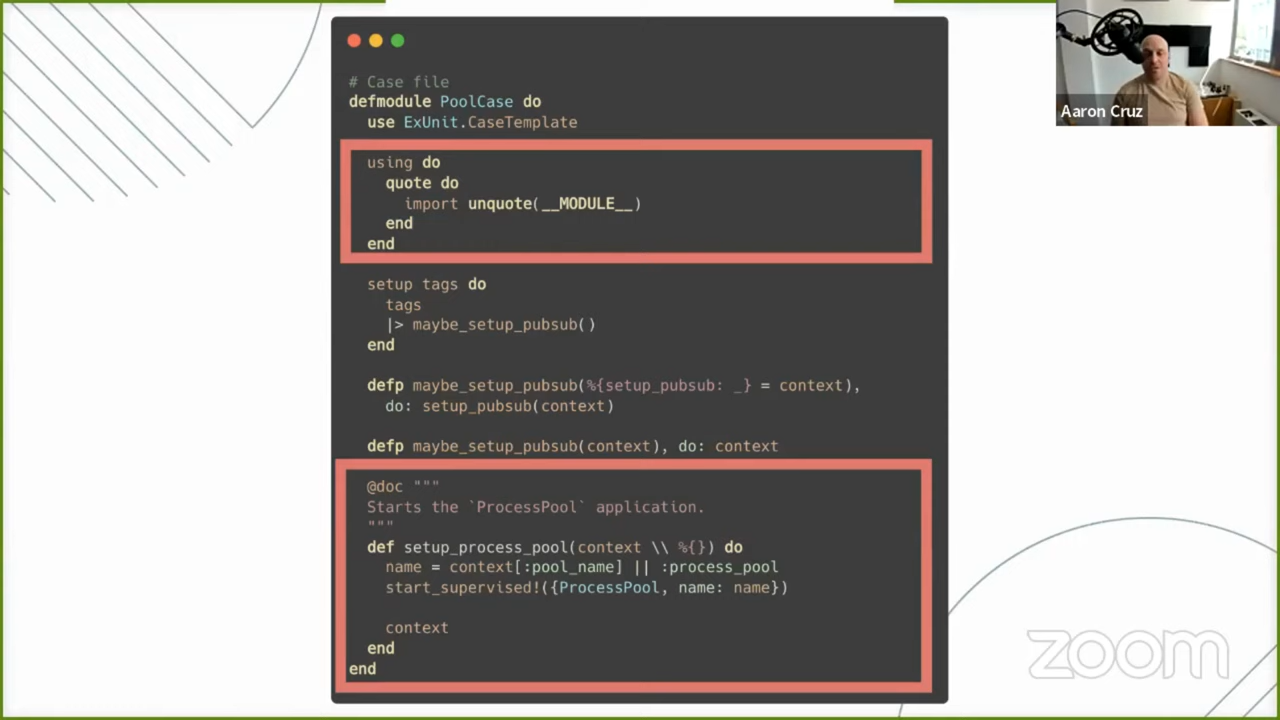 # Case file
defmodule PoolCase do
  use ExUnit.CaseTemplate
  using do
    quote do
      import unquote(__MODULE__)
    end
  end
  setup tags do
    tags
    |> maybe_setup_pubsub()
  end
  defp maybe_setup_pubsub(%{setup_pubsub: _} = context),
    do: setup_pubsub(context)
  defp maybe_setup_pubsub(context), do: context
  @doc """
  Starts the `ProcessPool` application.
  """
  def setup_process_pool(context \\ %{}) do
    name = context[:pool_name] || :process_pool
    start_supervised!({ProcessPool, name: name})
    context
  end
end
Aaron Cruz
zoom